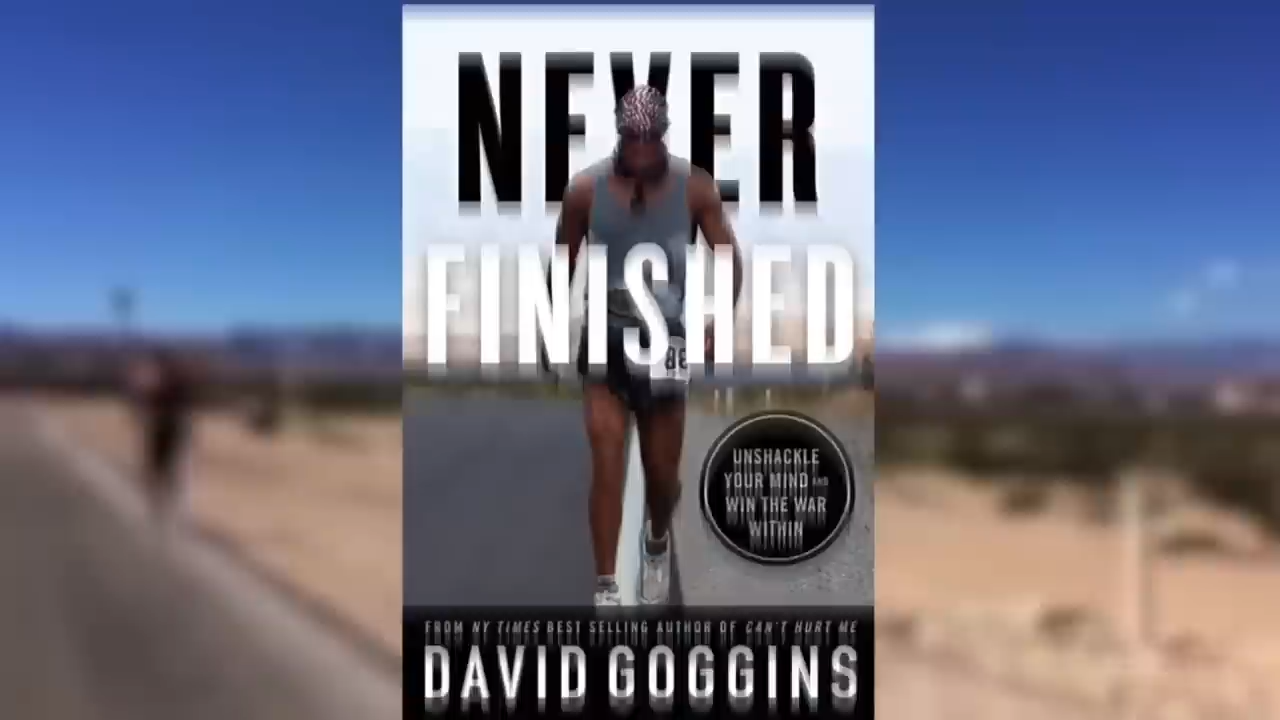 NEVER
FINISHED
88
UNSHACKLE
YOUR MIND AND
WIN THE WAR
WITHIN
FROM NY TIMES BEST SELLING AUTHOR OF CAN'T HURT ME
DAVID GOGGINS